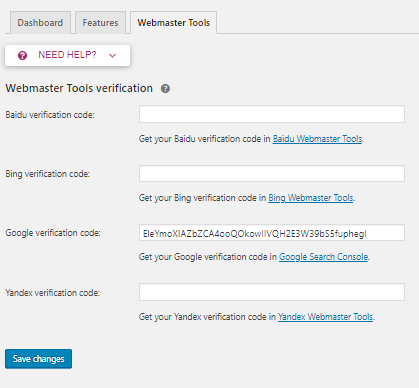 Dashboard Features Webmaster Tools
NEED HELP?
Webmaster Tools verification
Baidu verification code:
Get your Baidu verification code in Baidu Webmaster Tools.
Bing verification code:
Get your Bing verification code in Bing Webmaster Tools.
Google verification code:
Get your Google verification code in Google Search Console.
Yandex verification code:
Get your Yandex verification code in Yandex Webmaster Tools.
Save changes